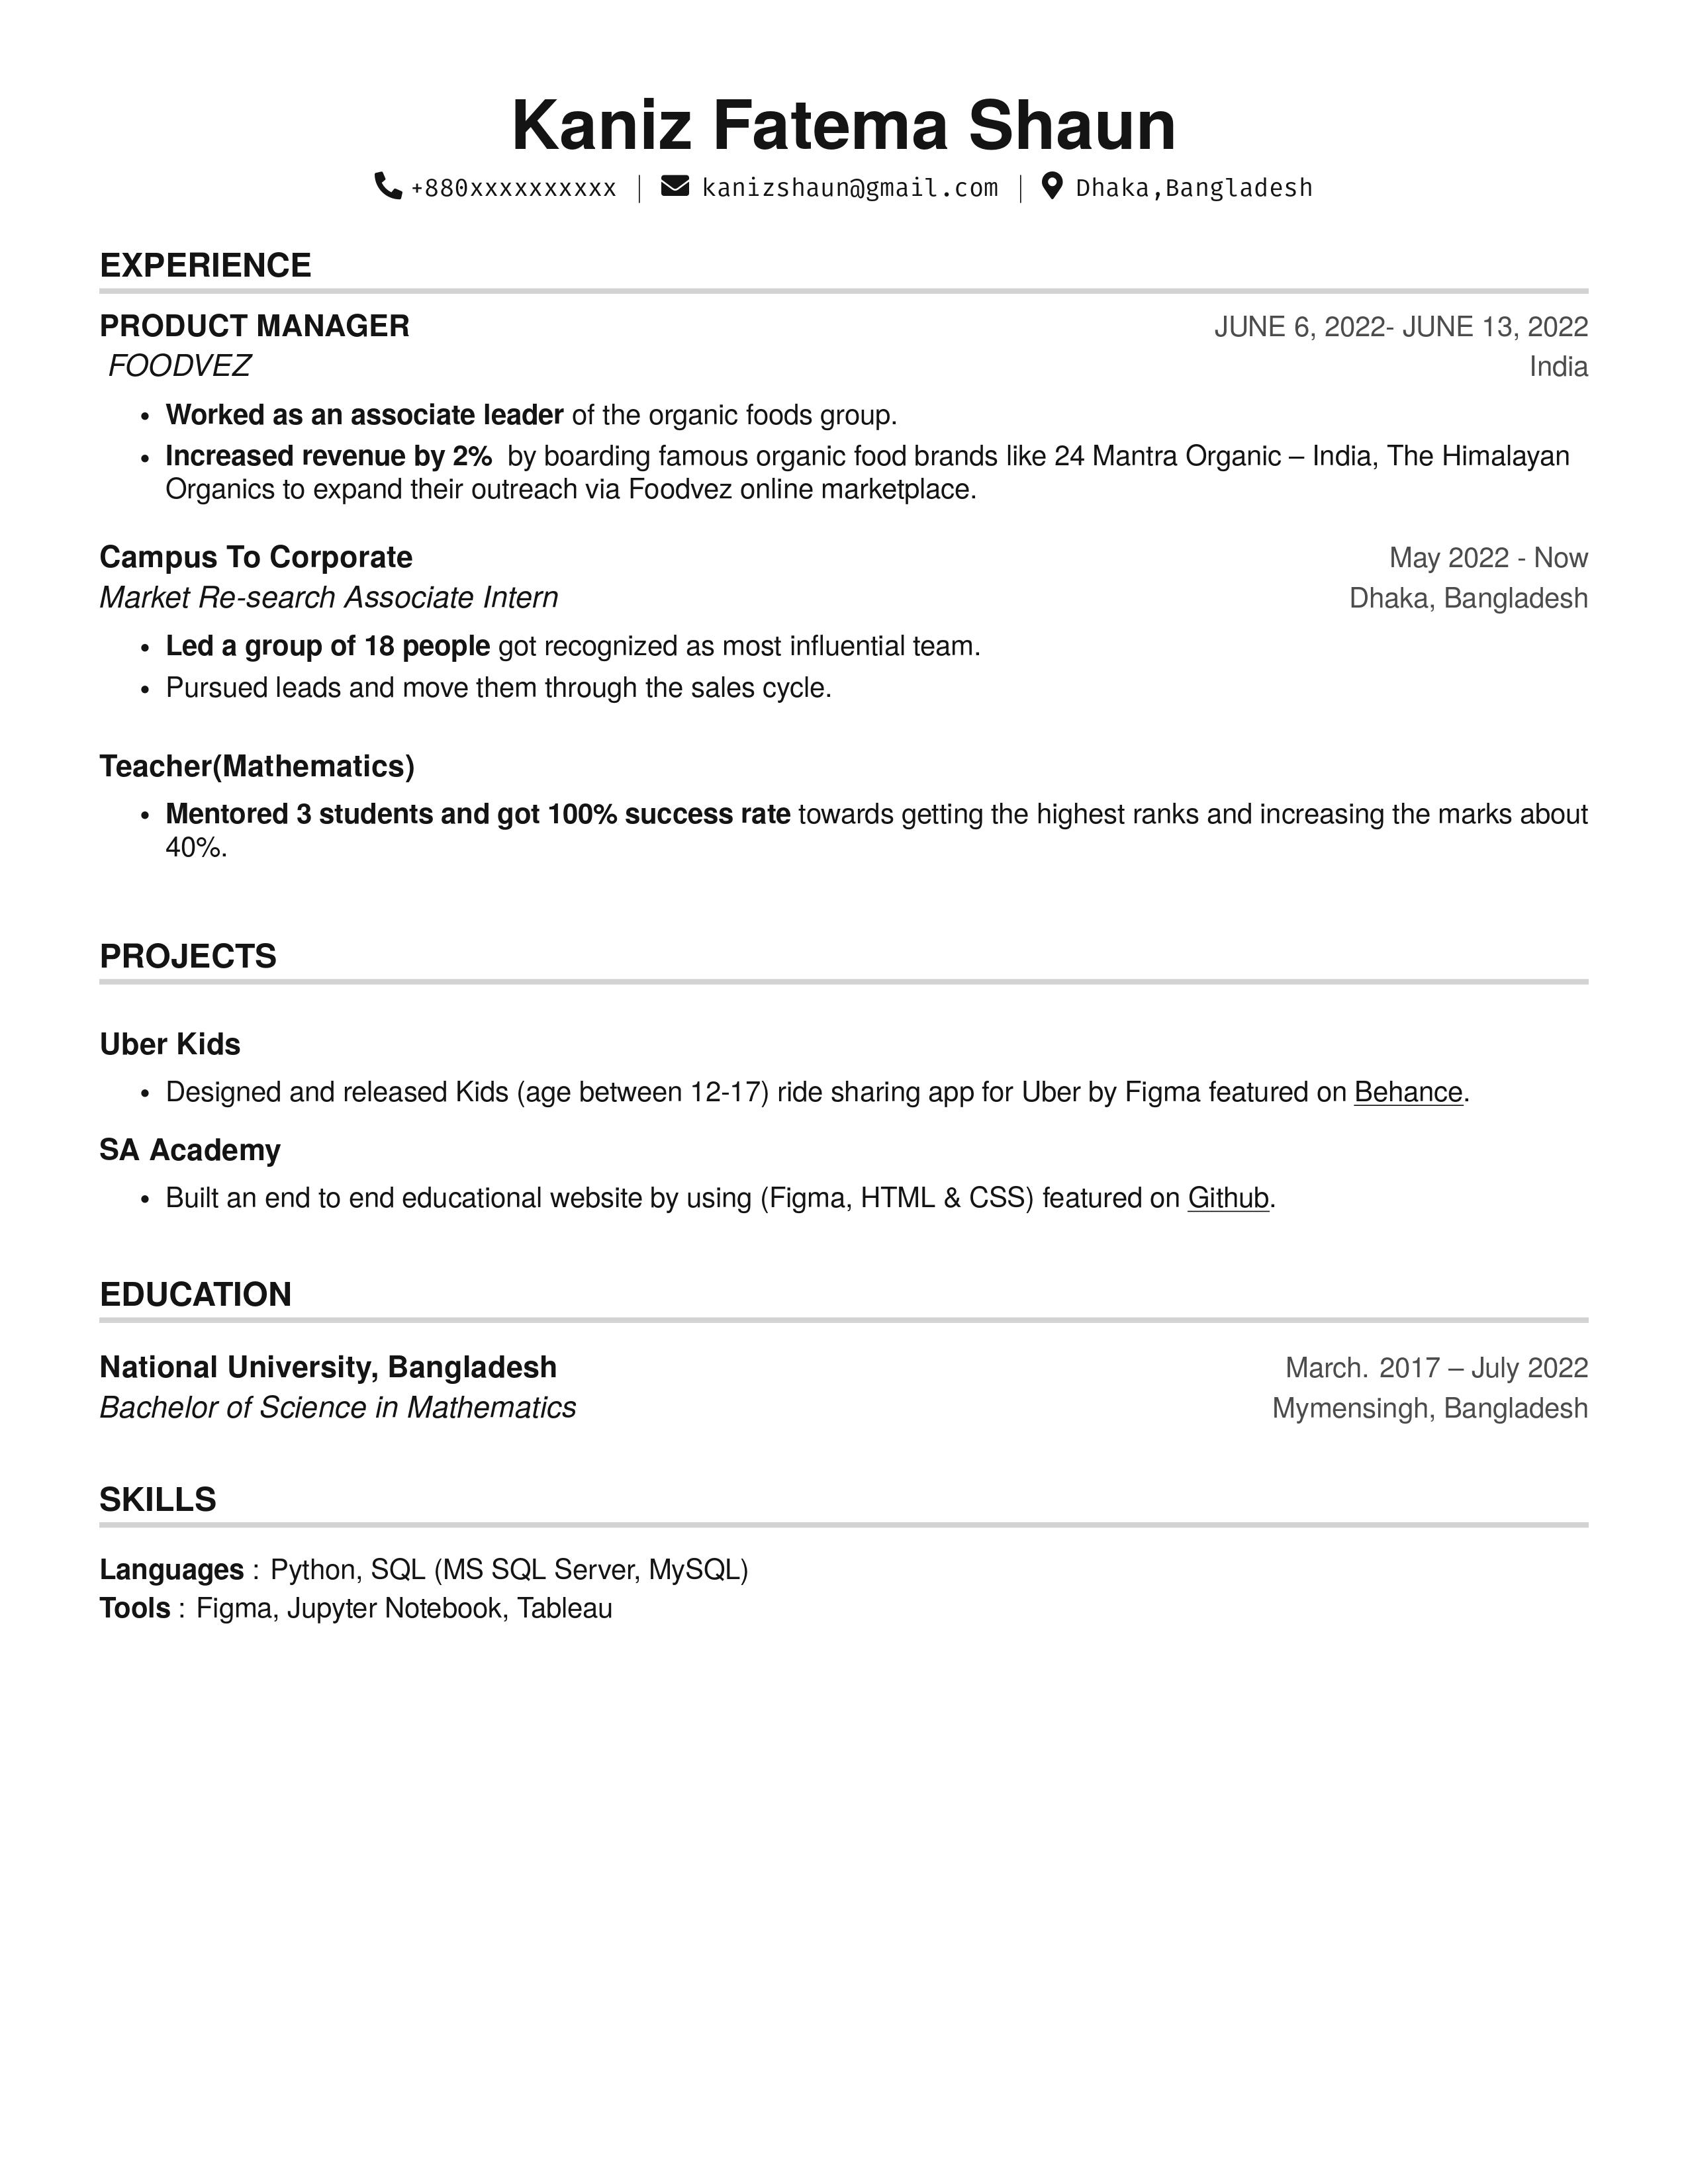 Kaniz Fatema Shaun
+880xxxxxxxxxx | kanizshaun@gmail.com | Dhaka,Bangladesh
EXPERIENCE
PRODUCT MANAGER JUNE 6, 2022- JUNE 13, 2022
FOODVEZ India
• Worked as an associate leader of the organic foods group.
• Increased revenue by 2% by boarding famous organic food brands like 24 Mantra Organic – India, The Himalayan
Organics to expand their outreach via Foodvez online marketplace.
Campus To Corporate May 2022 - Now
Market Re-search Associate Intern Dhaka, Bangladesh
• Led a group of 18 people got recognized as most influential team.
• Pursued leads and move them through the sales cycle.
Teacher(Mathematics)
• Mentored 3 students and got 100% success rate towards getting the highest ranks and increasing the marks about
40%.
PROJECTS
Uber Kids
• Designed and released Kids (age between 12-17) ride sharing app for Uber by Figma featured on Behance.
SA Academy
• Built an end to end educational website by using (Figma, HTML & CSS) featured on Github.
EDUCATION
National University, Bangladesh March. 2017 – July 2022
Bachelor of Science in Mathematics Mymensingh, Bangladesh
SKILLS
Languages : Python, SQL (MS SQL Server, MySQL)
Tools : Figma, Jupyter Notebook, Tableau